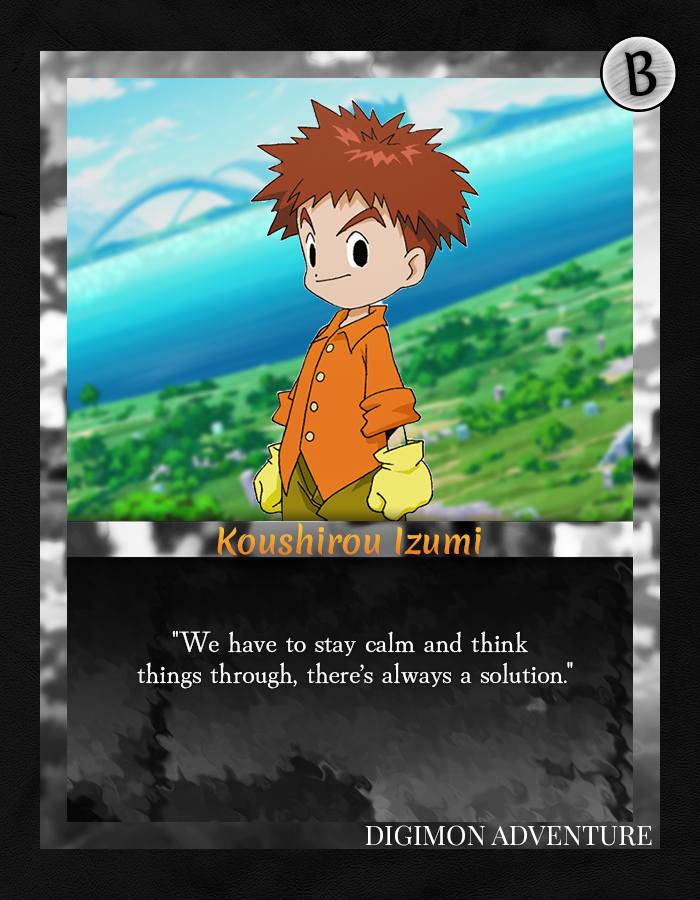 B
Koushirou Izumi
"We have to stay calm and think
things through, there’s always a solution."
DIGIMON ADVENTURE